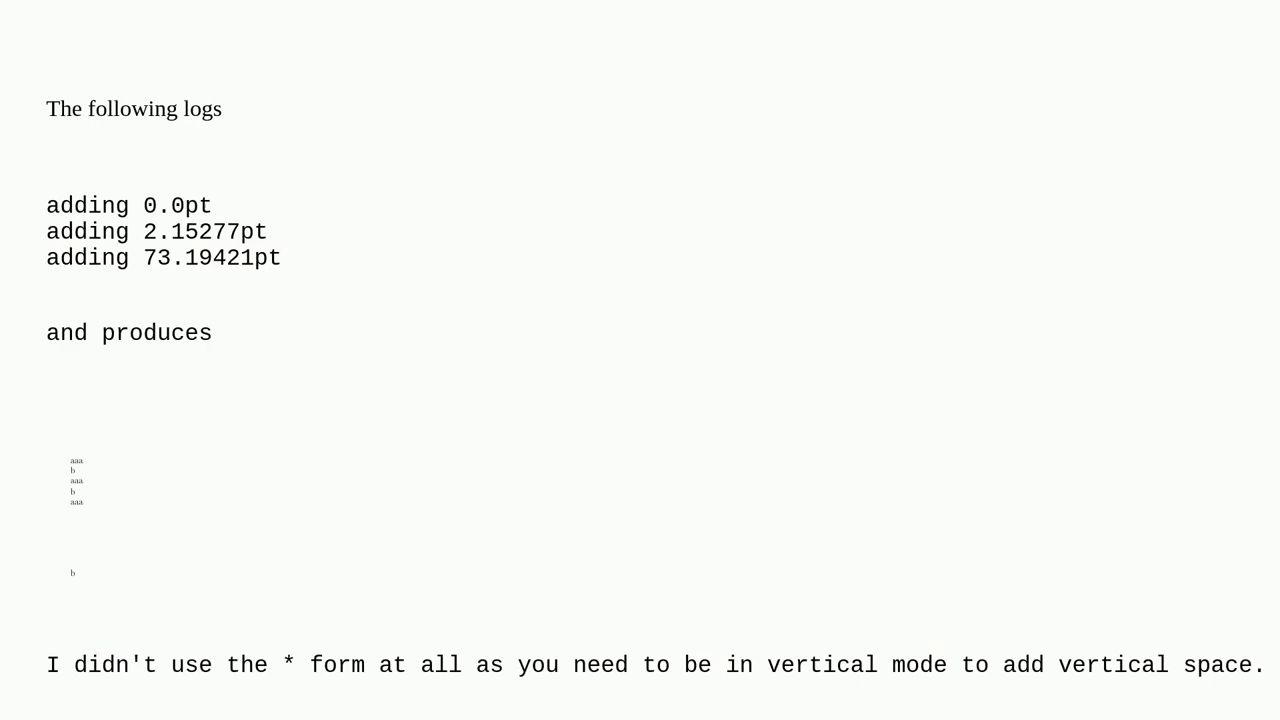 The following logs
adding 0.0pt
adding 2.15277pt
adding 73.19421pt
and produces
aaa
b
aaa
b
aaa
b
I didn't use the * form at all as you need to be in vertical mode to add vertical space.